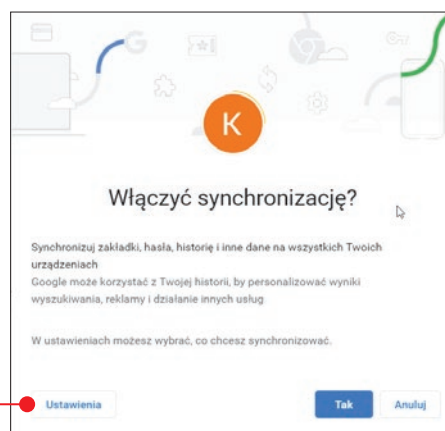 K
Włączyć synchronizację?
Synchronizuj zakładki, hasła, historię i inne dane na wszystkich Twoich
urządzeniach
Google może korzystać z Twojej historii, by personalizować wyniki
wyszukiwania, reklamy i działanie innych usług
W ustawieniach możesz wybrać, co chcesz synchronizować.
Ustawienia
Tak
Anuluj